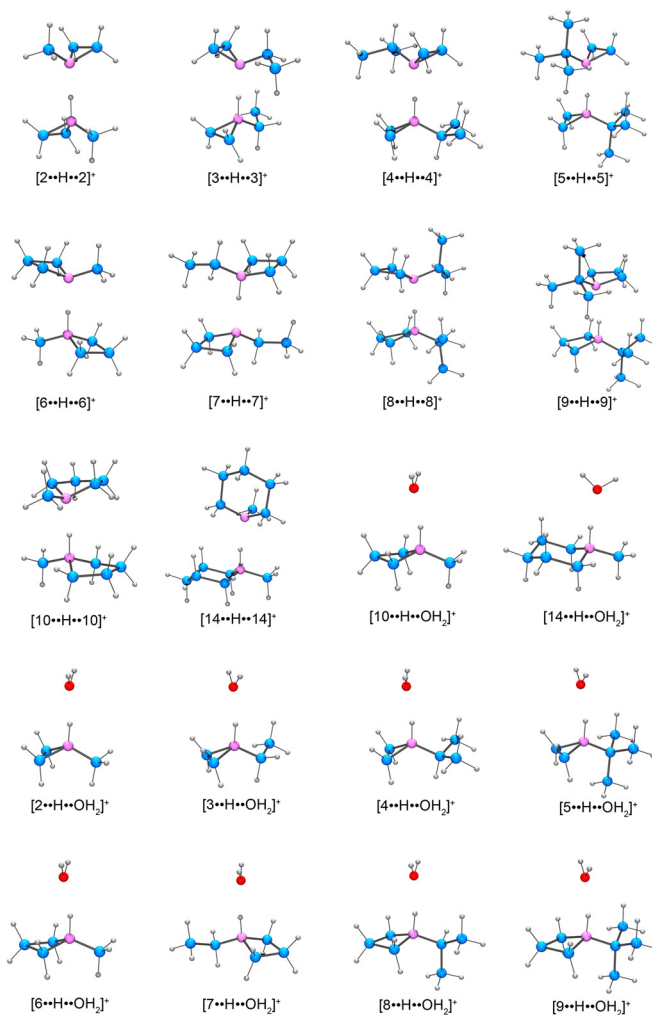 [2••H••2]⁺ [3••H••3]⁺ [4••H••4]⁺ [5••H••5]⁺
[6••H••6]⁺ [7••H••7]⁺ [8••H••8]⁺ [9••H••9]⁺
[10••H••10]⁺ [14••H••14]⁺ [10••H••OH₂]⁺ [14••H••OH₂]⁺
[2••H••OH₂]⁺ [3••H••OH₂]⁺ [4••H••OH₂]⁺ [5••H••OH₂]⁺
[6••H••OH₂]⁺ [7••H••OH₂]⁺ [8••H••OH₂]⁺ [9••H••OH₂]⁺